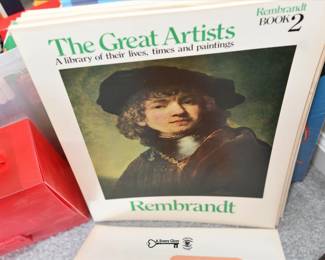 The Great Artists
A library of their lives, times and paintings
Rembrandt
BOOK 2
Rembrandt